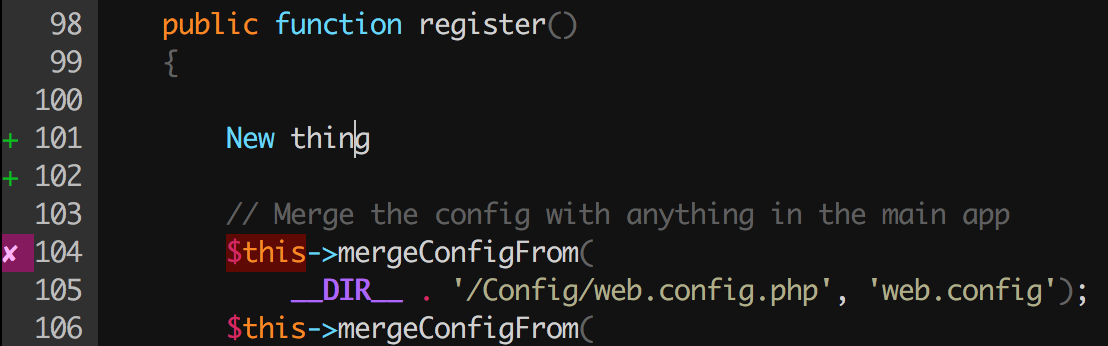 98 public function register()
99 {
100
+ 101 New thing
+ 102
103 // Merge the config with anything in the main app
✘ 104 $this->mergeConfigFrom(
105 __DIR__ . '/Config/web.config.php', 'web.config');
106 $this->mergeConfigFrom(